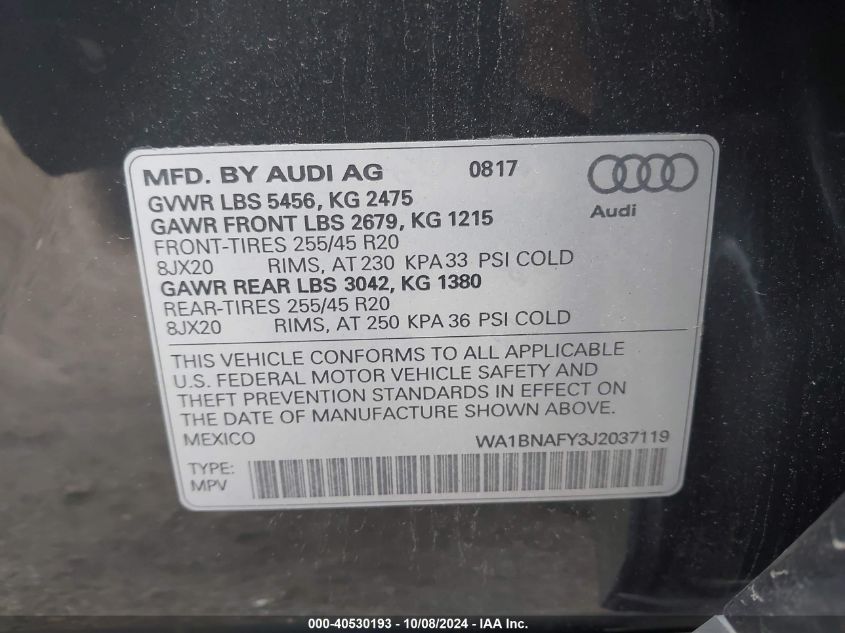 MFD. BY AUDI AG 0817
Audi
GVWR LBS 5456, KG 2475
GAWR FRONT LBS 2679, KG 1215
FRONT-TIRES 255/45 R20
8JX20 RIMS, AT 230 KPA 33 PSI COLD
GAWR REAR LBS 3042, KG 1380
REAR-TIRES 255/45 R20
8JX20 RIMS, AT 250 KPA 36 PSI COLD
THIS VEHICLE CONFORMS TO ALL APPLICABLE
U.S. FEDERAL MOTOR VEHICLE SAFETY AND
THEFT PREVENTION STANDARDS IN EFFECT ON
THE DATE OF MANUFACTURE SHOWN ABOVE.
MEXICO WA1BNAFY3J2037119
TYPE:
MPV
000-40530193 - 10/08/2024 - IAA Inc.